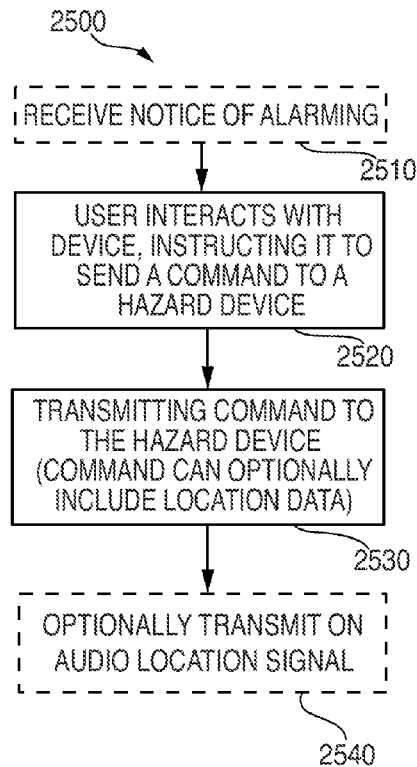 2500
RECEIVE NOTICE OF ALARMING
2510
USER INTERACTS WITH
DEVICE, INSTRUCTING IT TO
SEND A COMMAND TO A
HAZARD DEVICE
2520
TRANSMITTING COMMAND TO
THE HAZARD DEVICE
(COMMAND CAN OPTIONALLY
INCLUDE LOCATION DATA)
2530
OPTIONALLY TRANSMIT ON
AUDIO LOCATION SIGNAL
2540